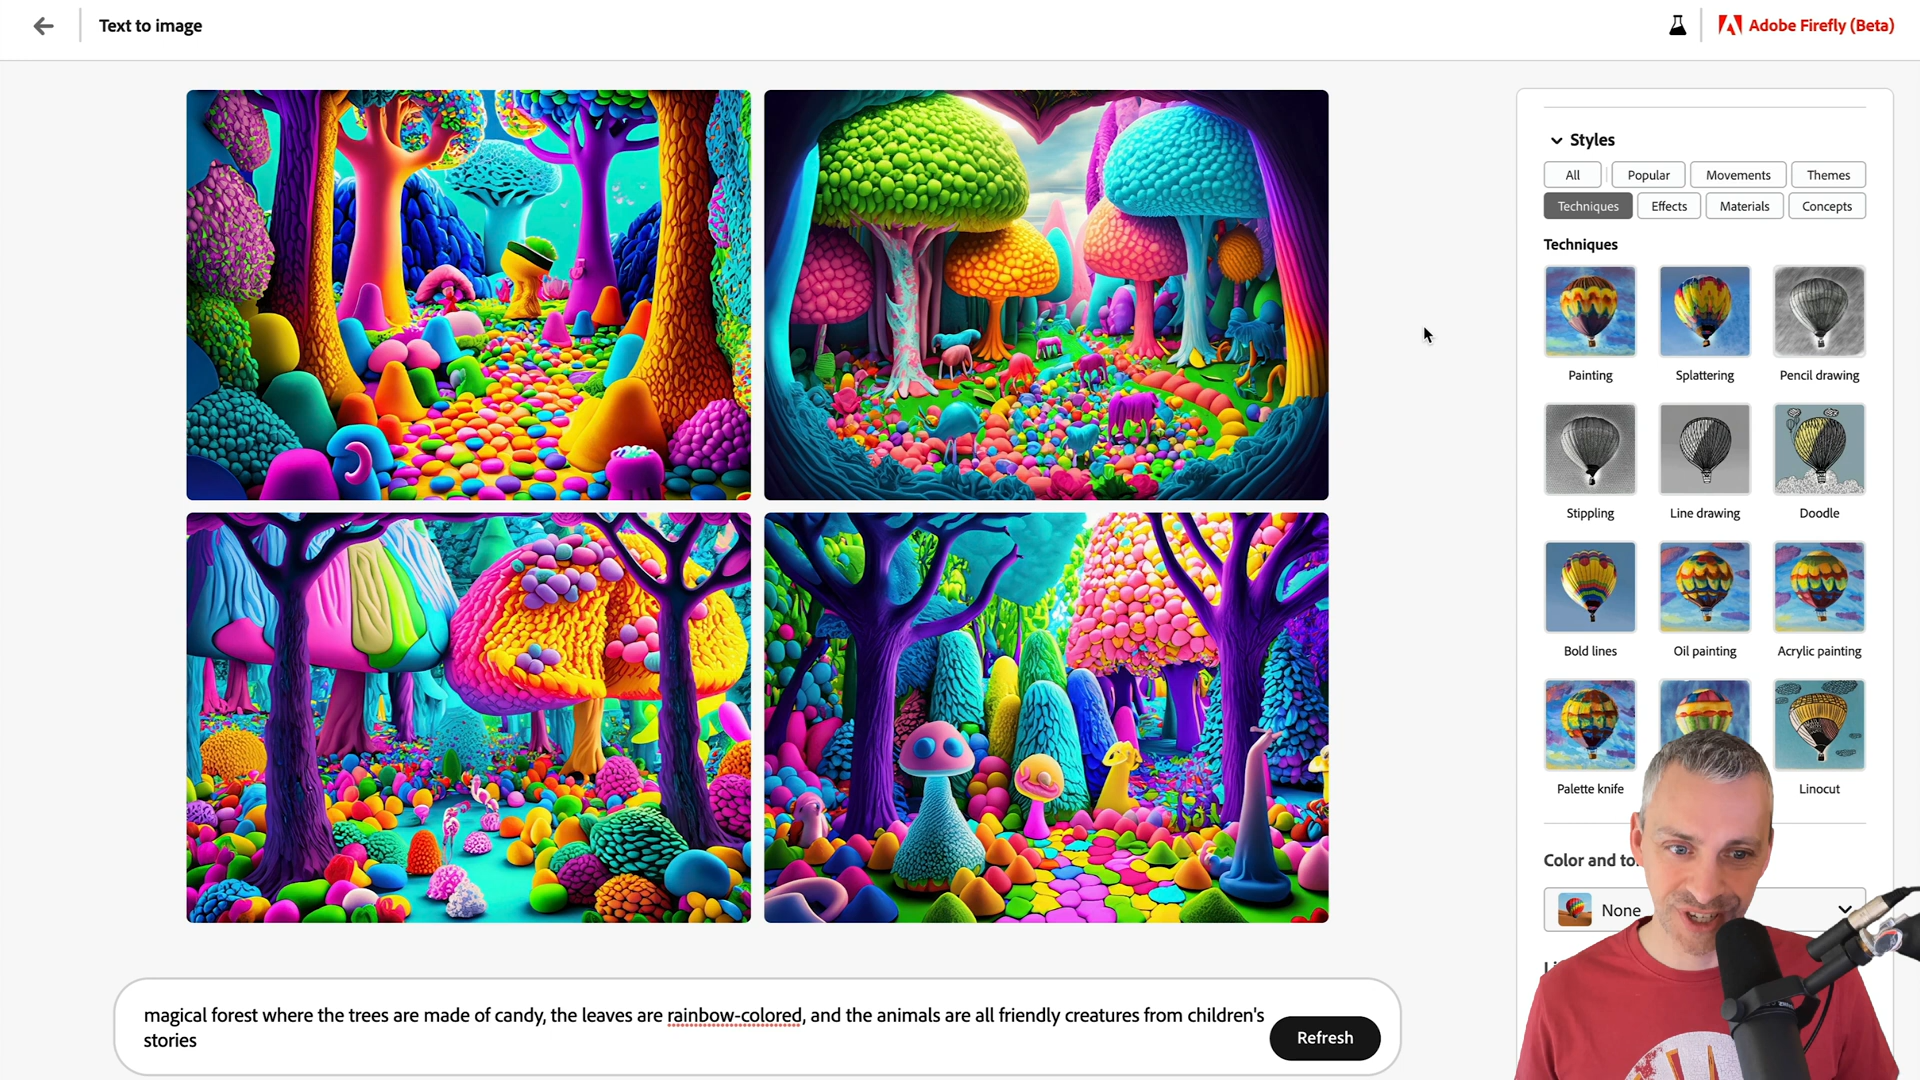 Text to image
Adobe Firefly (Beta)
Styles
All
Popular
Movements
Themes
Techniques
Effects
Materials
Concepts
Techniques
Painting
Splattering
Pencil drawing
Stippling
Line drawing
Doodle
Bold lines
Oil painting
Acrylic painting
Palette knife
Linocut
Color and to
None
magical forest where the trees are made of candy, the leaves are rainbow-colored, and the animals are all friendly creatures from children's
stories
Refresh